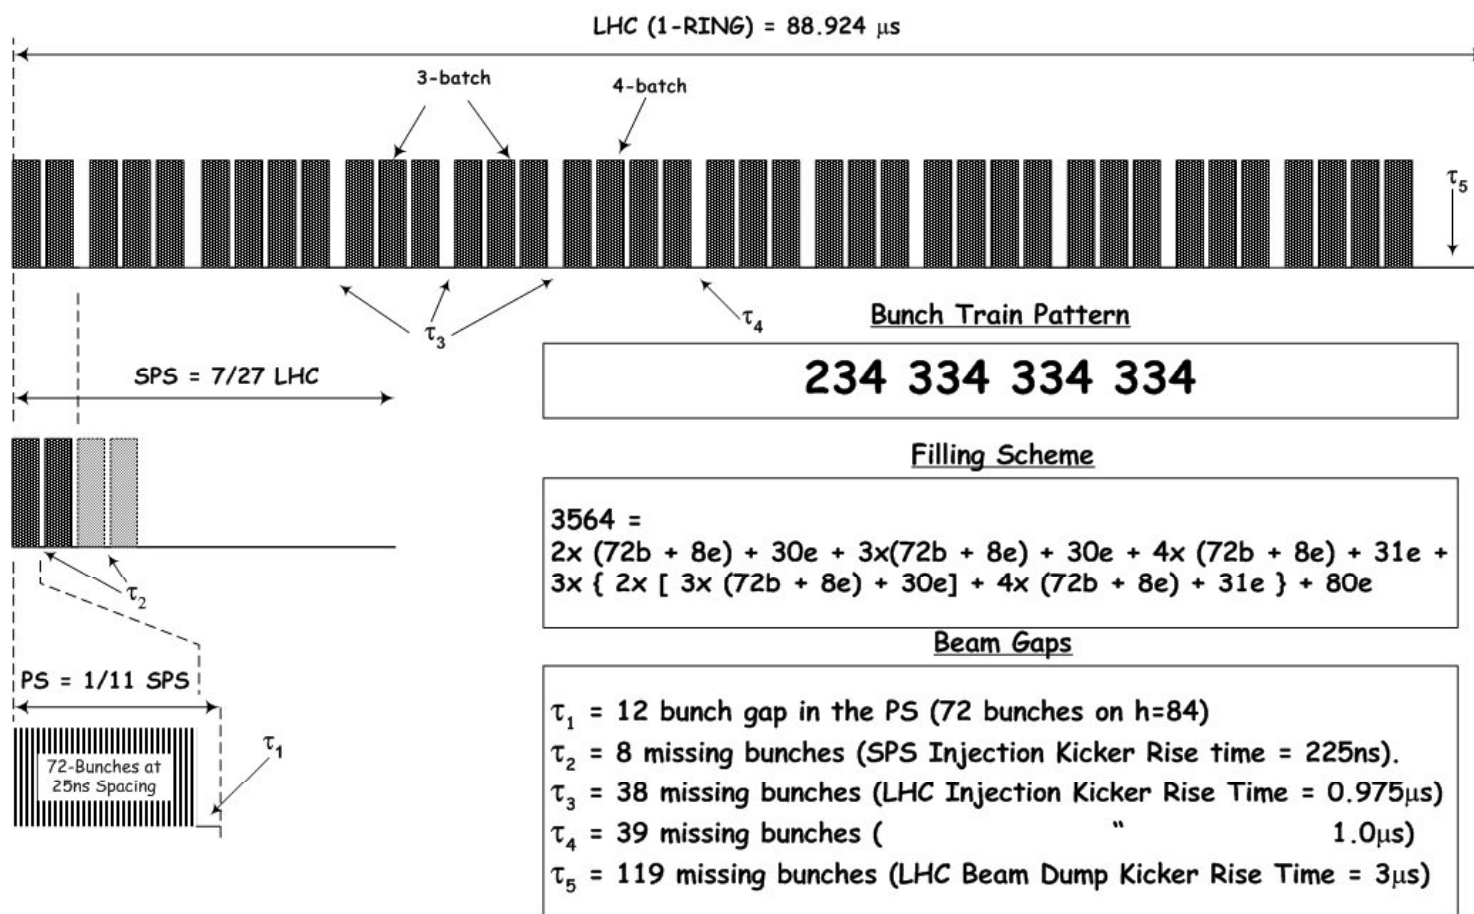 LHC (1-RING) = 88.924 μs
3-batch
4-batch
τ5
τ3
τ4
Bunch Train Pattern
234 334 334 334
SPS = 7/27 LHC
Filling Scheme
3564 =
2x (72b + 8e) + 30e + 3x(72b + 8e) + 30e + 4x (72b + 8e) + 31e +
3x { 2x [ 3x (72b + 8e) + 30e] + 4x (72b + 8e) + 31e } + 80e
τ2
Beam Gaps
PS = 1/11 SPS
τ1
72-Bunches at
25ns Spacing
τ1 = 12 bunch gap in the PS (72 bunches on h=84)
τ2 = 8 missing bunches (SPS Injection Kicker Rise time = 225ns).
τ3 = 38 missing bunches (LHC Injection Kicker Rise Time = 0.975μs)
τ4 = 39 missing bunches ( " 1.0μs)
τ5 = 119 missing bunches (LHC Beam Dump Kicker Rise Time = 3μs)